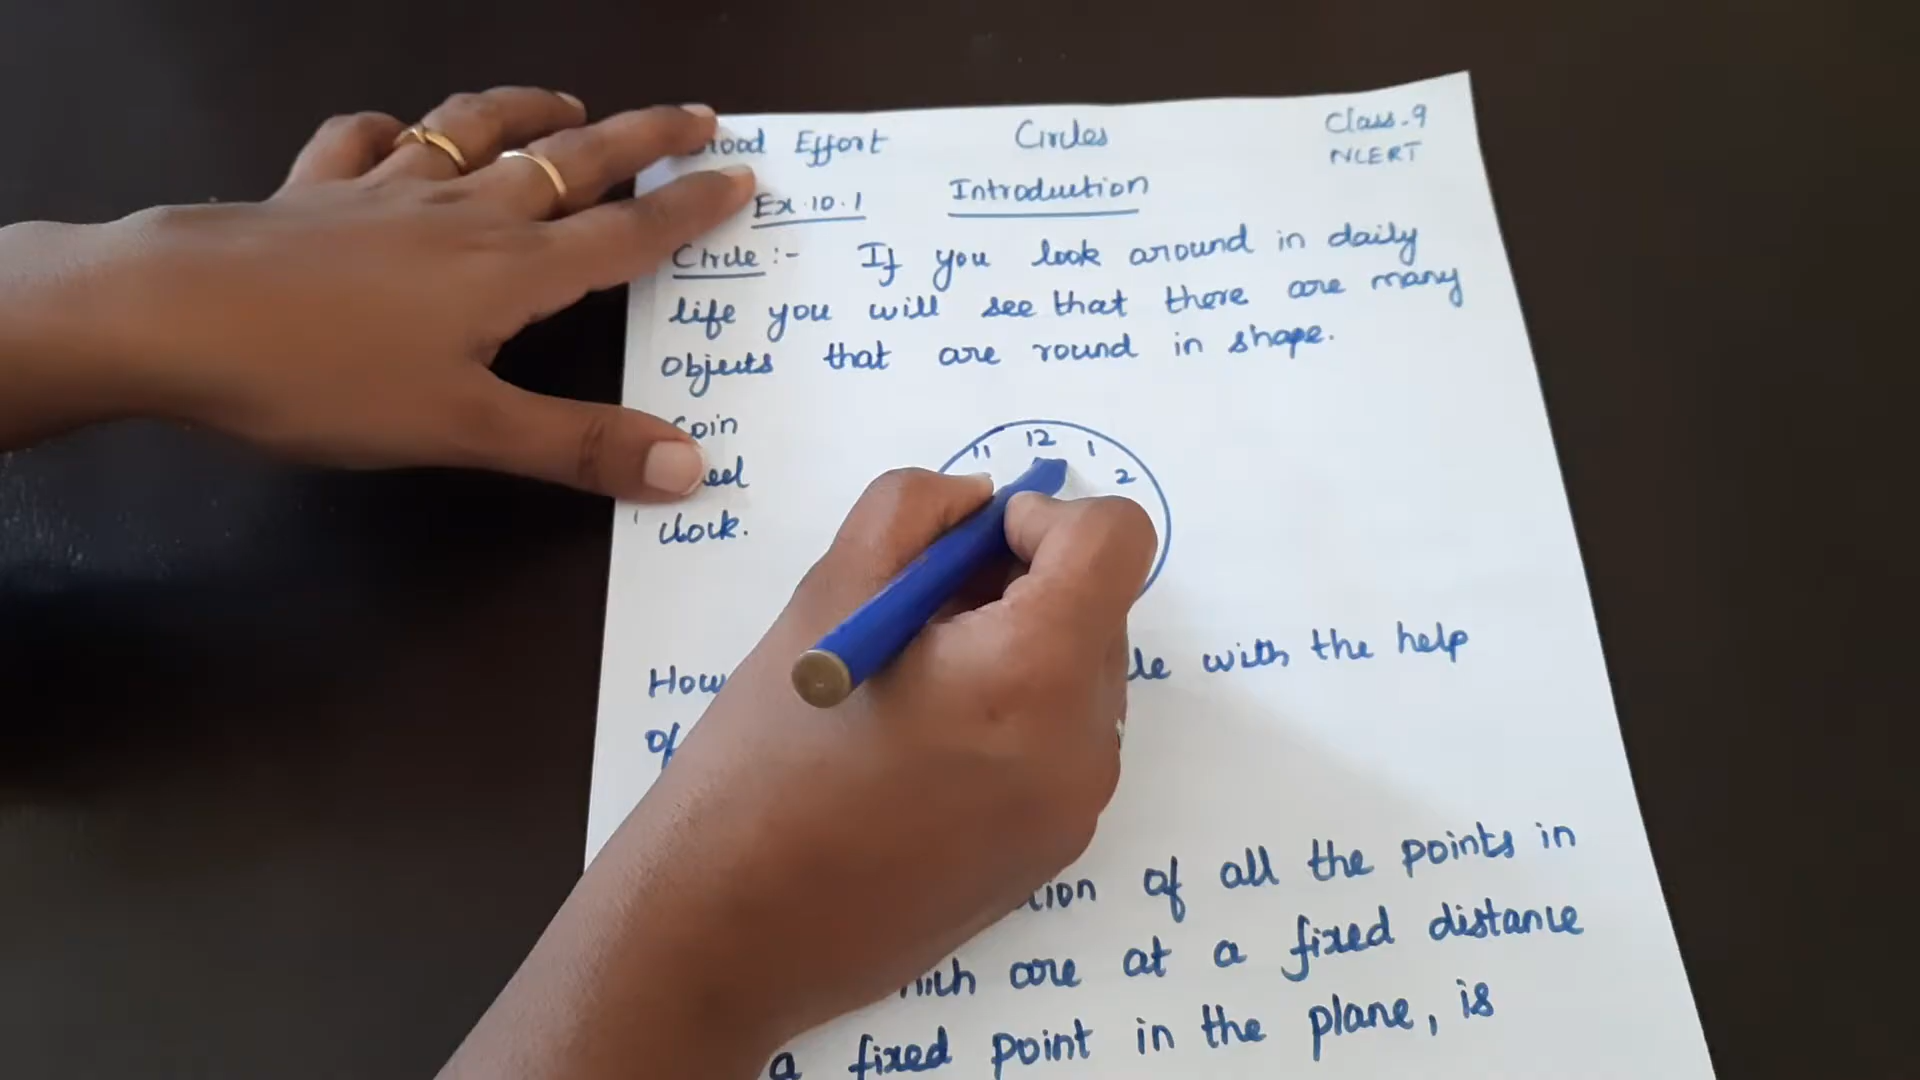 Effort Circles Class-9
NCERT
Ex.10.1 Introduction
Circle :- If you look around in daily
life you will see that there are many
objects that are round in shape.
Coin
clock.
11 12 1
2
How with the help
of
of all the points in
which are at a fixed distance
a fixed point in the plane, is